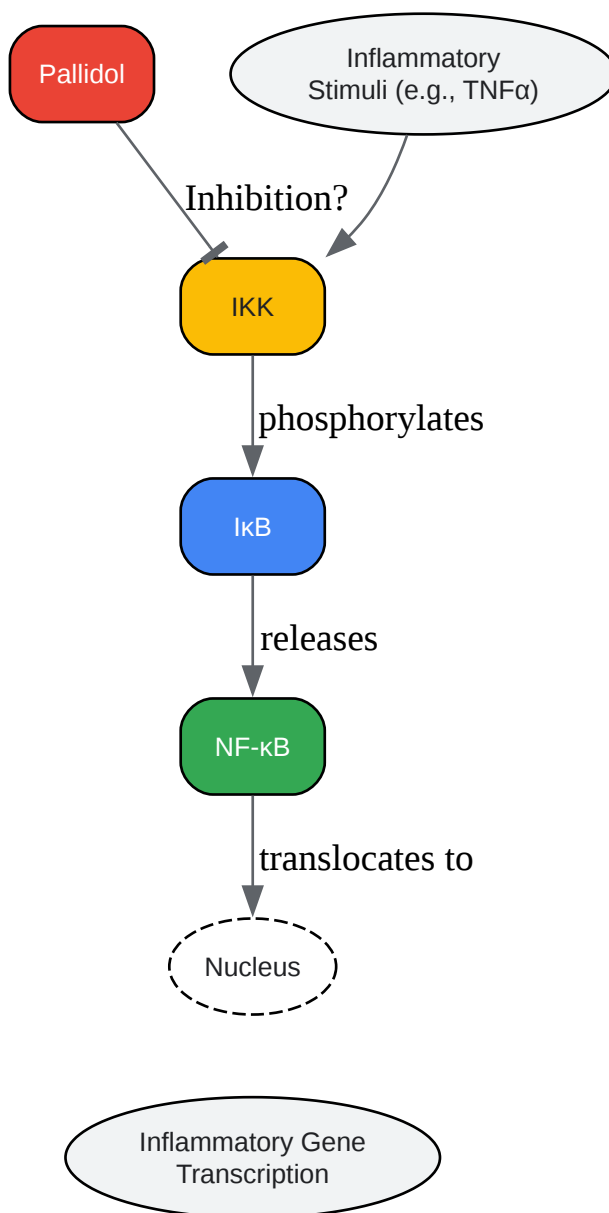 Pallidol
Inflammatory
Stimuli (e.g., TNFα)
Inhibition?
IKK
phosphorylates
IκB
releases
NF-κB
translocates to
Nucleus
Inflammatory Gene
Transcription